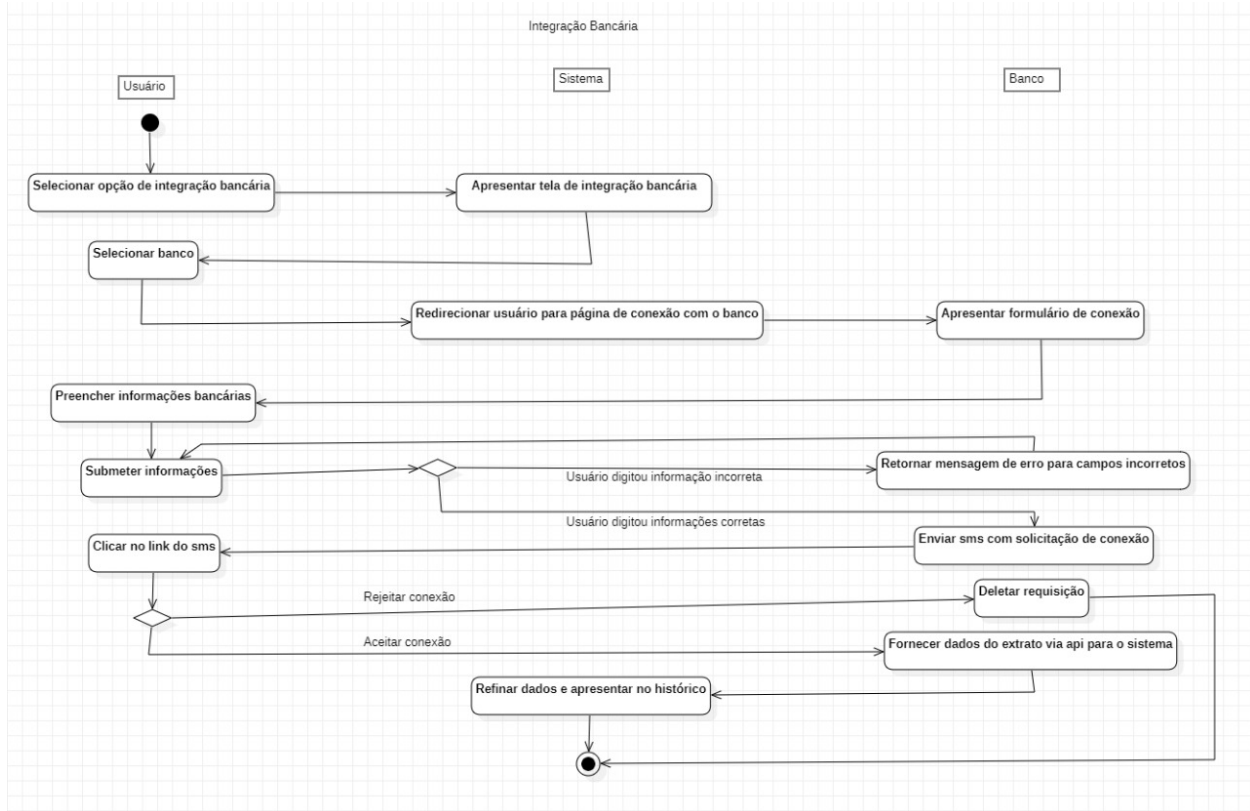 Integração Bancária
Usuário
Sistema
Banco
Selecionar opção de integração bancária
Apresentar tela de integração bancária
Selecionar banco
Redirecionar usuário para página de conexão com o banco
Apresentar formulário de conexão
Preencher informações bancárias
Submeter informações
Usuário digitou informação incorreta
Retornar mensagem de erro para campos incorretos
Usuário digitou informações corretas
Enviar sms com solicitação de conexão
Clicar no link do sms
Rejeitar conexão
Deletar requisição
Aceitar conexão
Fornecer dados do extrato via api para o sistema
Refinar dados e apresentar no histórico